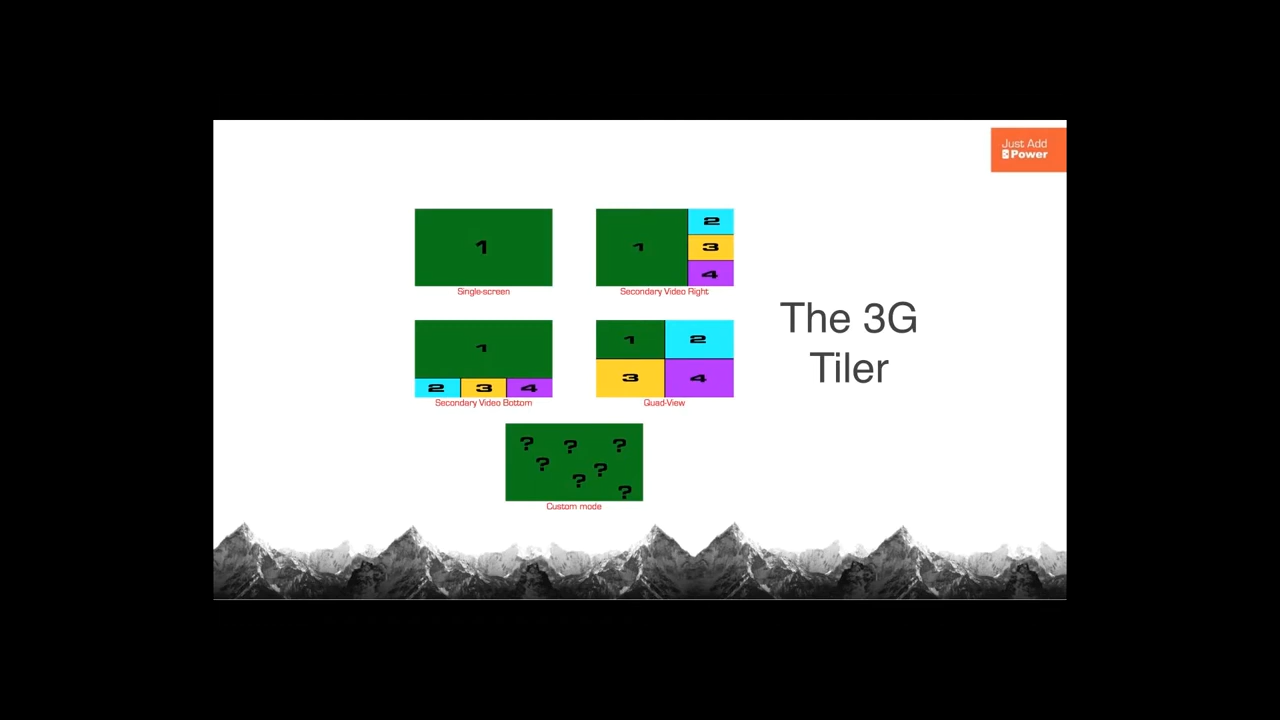 Just Add
Power
1
Single-screen
1
2
3
4
Secondary Video Right
1
2 3 4
Secondary Video Bottom
1 2
3 4
Quad-View
? ? ? ? ? ? ?
Custom mode
The 3G
Tiler